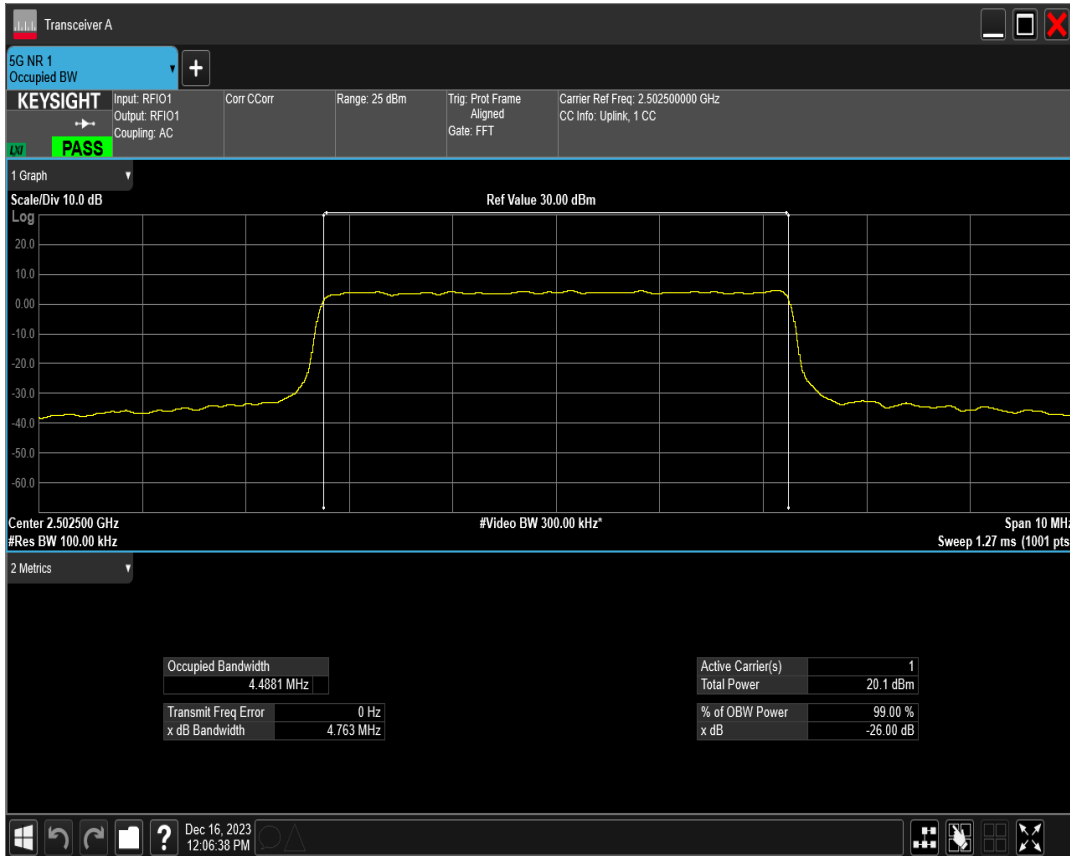 Transceiver A
5G NR 1
Occupied BW
+
KEYSIGHT
LXI
PASS
Input: RFIO1
Output: RFIO1
Coupling: AC
Corr CCorr
Range: 25 dBm
Trig: Prot Frame
Aligned
Gate: FFT
Carrier Ref Freq: 2.502500000 GHz
CC Info: Uplink, 1 CC
1 Graph
Scale/Div 10.0 dB
Ref Value 30.00 dBm
Log
20.0
10.0
0.00
-10.0
-20.0
-30.0
-40.0
-50.0
-60.0
Center 2.502500 GHz
#Video BW 300.00 kHz*
Span 10 MHz
#Res BW 100.00 kHz
Sweep 1.27 ms (1001 pts
2 Metrics
Occupied Bandwidth
4.4881 MHz
Transmit Freq Error 0 Hz
x dB Bandwidth 4.763 MHz
Active Carrier(s) 1
Total Power 20.1 dBm
% of OBW Power 99.00 %
x dB -26.00 dB
?
Dec 16, 2023
12:06:38 PM